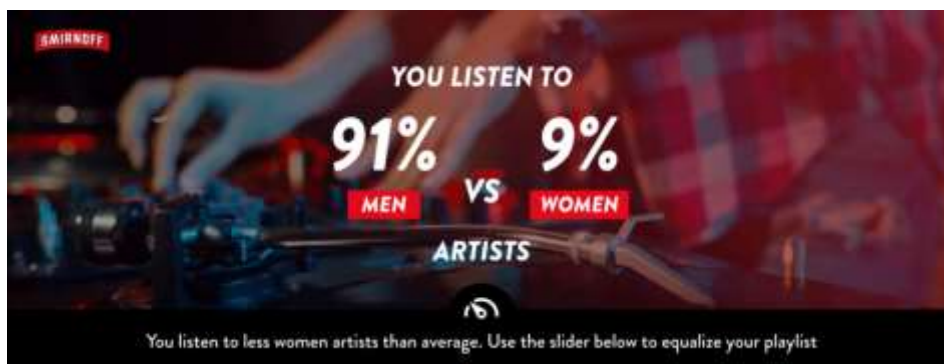 SMIRNOFF
YOU LISTEN TO
91% 9%
VS
MEN WOMEN
ARTISTS
You listen to less women artists than average. Use the slider below to equalize your playlist